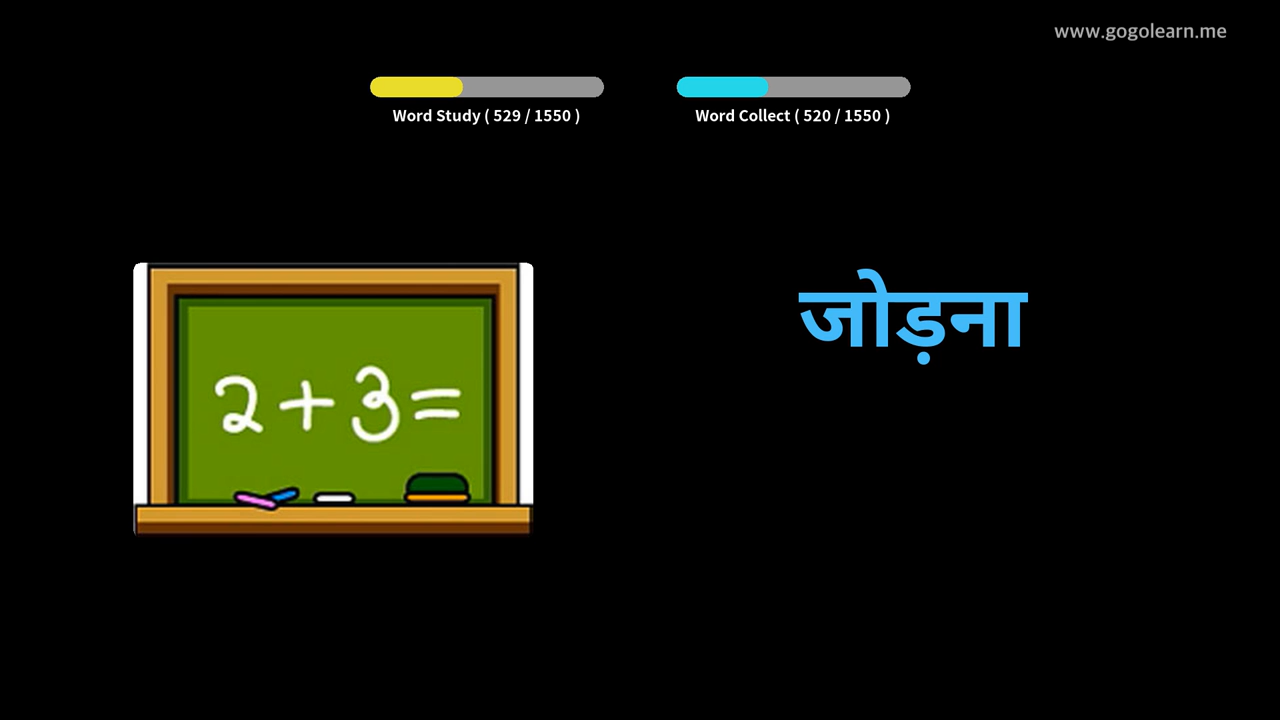 www.gogolearn.me
Word Study ( 529 / 1550 )
Word Collect ( 520 / 1550 )
जोड़ना
2+3=